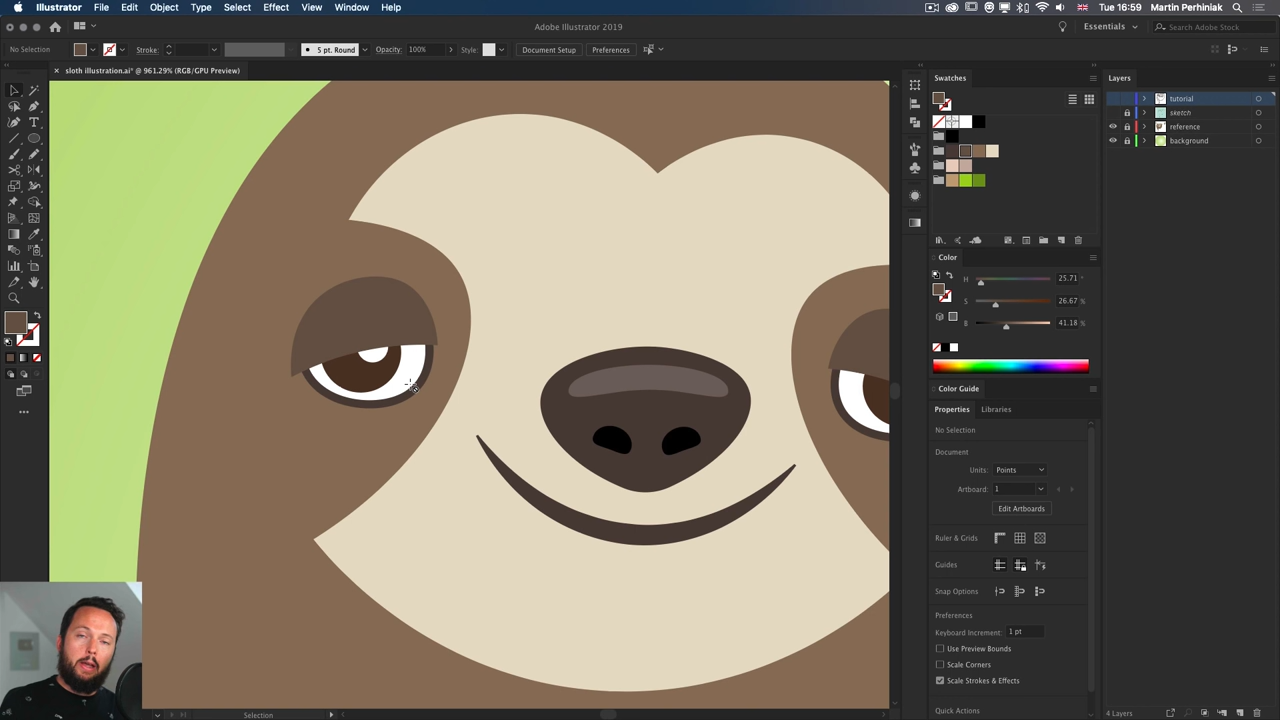 Illustrator File Edit Object Type Select Effect View Window Help
100% Tue 16:59 Martin Perhiniak
Adobe Illustrator 2019
Essentials
Search Adobe Stock
No Selection Stroke: 5 pt. Round Opacity: 100% Style: Document Setup Preferences
sloth illustration.ai* @ 961.29% (RGB/GPU Preview)
Swatches
Layers
tutorial
sketch
reference
background
Color
H 25.71 °
S 26.67 %
B 41.18 %
Color Guide
Properties Libraries
No Selection
Document
Units: Points
Artboard: 1
Edit Artboards
Ruler & Grids
Guides
Snap Options
Preferences
Keyboard Increment: 1 pt
Use Preview Bounds
Scale Corners
Scale Strokes & Effects
Quick Actions
Selection
4 Layers